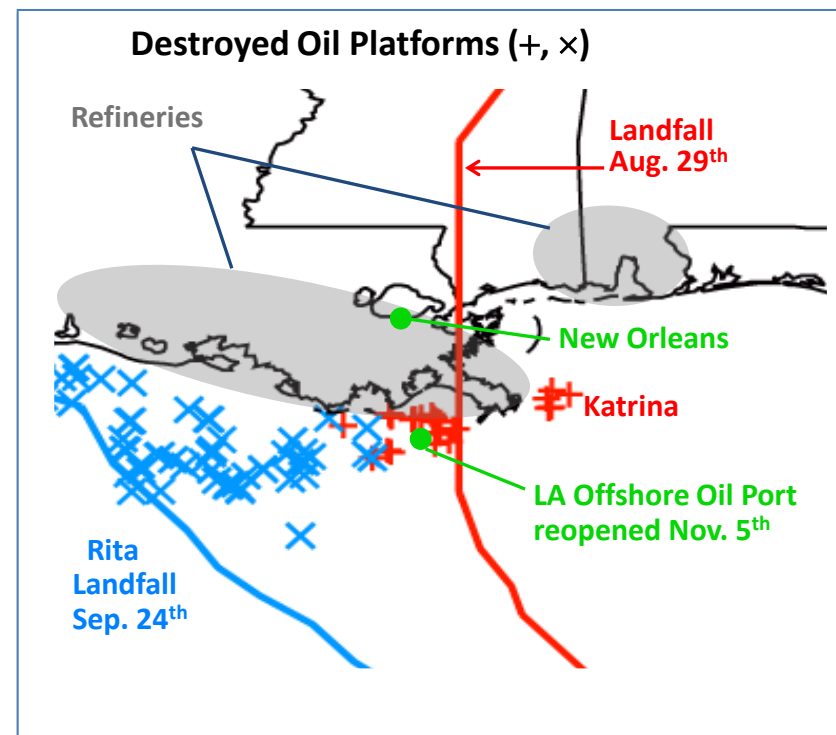 Destroyed Oil Platforms (+, ×)
Refineries
Landfall
Aug. 29th
New Orleans
Katrina
LA Offshore Oil Port
reopened Nov. 5th
Rita
Landfall
Sep. 24th